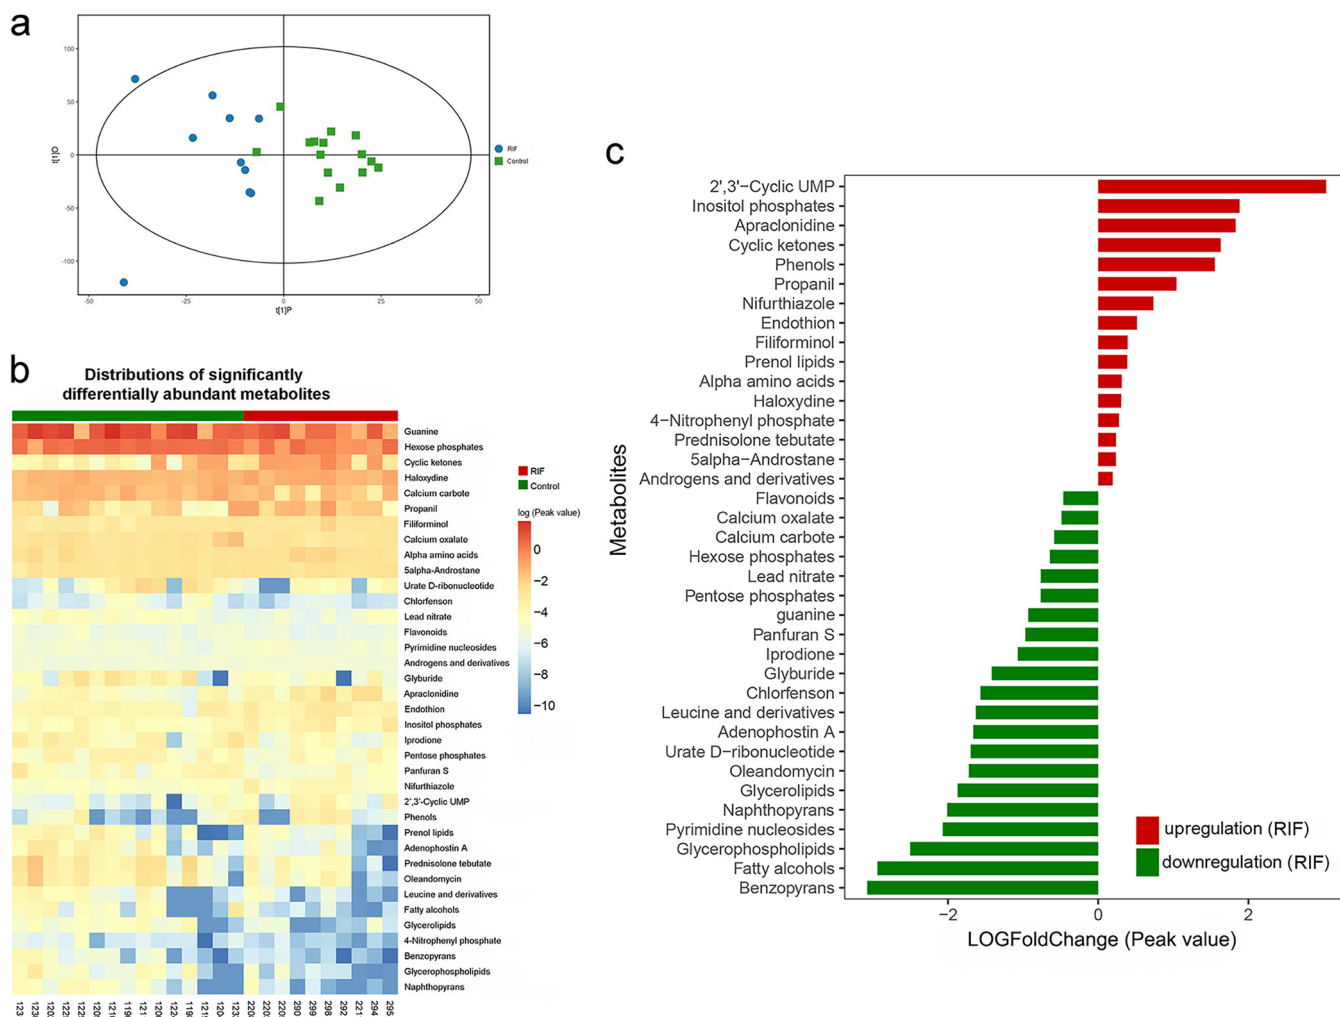 a
100
50
0
-50
-100
t[1]O
-50
-25
0
25
50
t[1]P
RIF
Control
b
Distributions of significantly
differentially abundant metabolites
Guanine
Hexose phosphates
Cyclic ketones
Haloxydine
Calcium carbote
Propanil
Filiforminol
Calcium oxalate
Alpha amino acids
5alpha-Androstane
Urate D-ribonucleotide
Chlorfenson
Lead nitrate
Flavonoids
Pyrimidine nucleosides
Androgens and derivatives
Glyburide
Apraclonidine
Endothion
Inositol phosphates
Iprodione
Pentose phosphates
Panfuran S
Nifurthiazole
2',3'-Cyclic UMP
Phenols
Prenol lipids
Adenophostin A
Prednisolone tebutate
Oleandomycin
Leucine and derivatives
Fatty alcohols
Glycerolipids
4-Nitrophenyl phosphate
Benzopyrans
Glycerophospholipids
Naphthopyrans
RIF
Control
log (Peak value)
0
−2
−4
−6
−8
−10
c
Metabolites
2',3'−Cyclic UMP
Inositol phosphates
Apraclonidine
Cyclic ketones
Phenols
Propanil
Nifurthiazole
Endothion
Filiforminol
Prenol lipids
Alpha amino acids
Haloxydine
4−Nitrophenyl phosphate
Prednisolone tebutate
5alpha−Androstane
Androgens and derivatives
Flavonoids
Calcium oxalate
Calcium carbote
Hexose phosphates
Lead nitrate
Pentose phosphates
guanine
Panfuran S
Iprodione
Glyburide
Chlorfenson
Leucine and derivatives
Adenophostin A
Urate D−ribonucleotide
Oleandomycin
Glycerolipids
Naphthopyrans
Pyrimidine nucleosides
Glycerophospholipids
Fatty alcohols
Benzopyrans
upregulation (RIF)
downregulation (RIF)
−2
0
2
LOGFoldChange (Peak value)